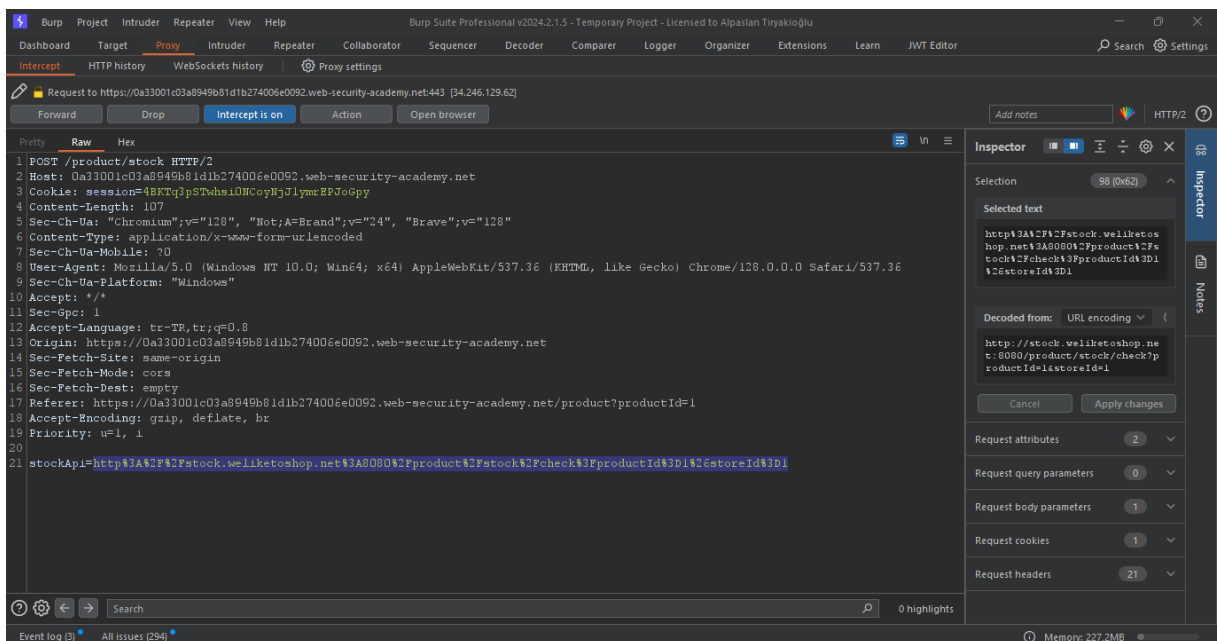 Burp Project Intruder Repeater View Help Burp Suite Professional v2024.2.1.5 - Temporary Project - Licensed to Alpaslan Tiryakioğlu
Dashboard Target Proxy Intruder Repeater Collaborator Sequencer Decoder Comparer Logger Organizer Extensions Learn JWT Editor Search Settings
Intercept HTTP history WebSockets history Proxy settings
Request to https://0a33001c03a8949b81d1b274006e0092.web-security-academy.net:443 [34.246.129.62]
Forward Drop Intercept is on Action Open browser Add notes HTTP/2
Pretty Raw Hex \n
1 POST /product/stock HTTP/2
2 Host: 0a33001c03a8949b81d1b274006e0092.web-security-academy.net
3 Cookie: session=4BKTq3pSTwhsi0NCoyNjJlymrEPJoGpy
4 Content-Length: 107
5 Sec-Ch-Ua: "Chromium";v="128", "Not;A=Brand";v="24", "Brave";v="128"
6 Content-Type: application/x-www-form-urlencoded
7 Sec-Ch-Ua-Mobile: ?0
8 User-Agent: Mozilla/5.0 (Windows NT 10.0; Win64; x64) AppleWebKit/537.36 (KHTML, like Gecko) Chrome/128.0.0.0 Safari/537.36
9 Sec-Ch-Ua-Platform: "Windows"
10 Accept: */*
11 Sec-Gpc: 1
12 Accept-Language: tr-TR,tr;q=0.8
13 Origin: https://0a33001c03a8949b81d1b274006e0092.web-security-academy.net
14 Sec-Fetch-Site: same-origin
15 Sec-Fetch-Mode: cors
16 Sec-Fetch-Dest: empty
17 Referer: https://0a33001c03a8949b81d1b274006e0092.web-security-academy.net/product?productId=1
18 Accept-Encoding: gzip, deflate, br
19 Priority: u=1, i
20
21 stockApi=http%3A%2F%2Fstock.weliketoshop.net%3A8080%2Fproduct%2Fstock%2Fcheck%3FproductId%3D1%26storeId%3D1
Search 0 highlights
Inspector
Selection 98 (0x62)
Selected text
http%3A%2F%2Fstock.weliketos
hop.net%3A8080%2Fproduct%2Fs
tock%2Fcheck%3FproductId%3D1
%26storeId%3D1
Decoded from: URL encoding
http://stock.weliketoshop.ne
t:8080/product/stock/check?p
roductId=1&storeId=1
Cancel Apply changes
Request attributes 2
Request query parameters 0
Request body parameters 1
Request cookies 1
Request headers 21
Inspector
Notes
Event log (3) All issues (294) Memory: 227.2MB